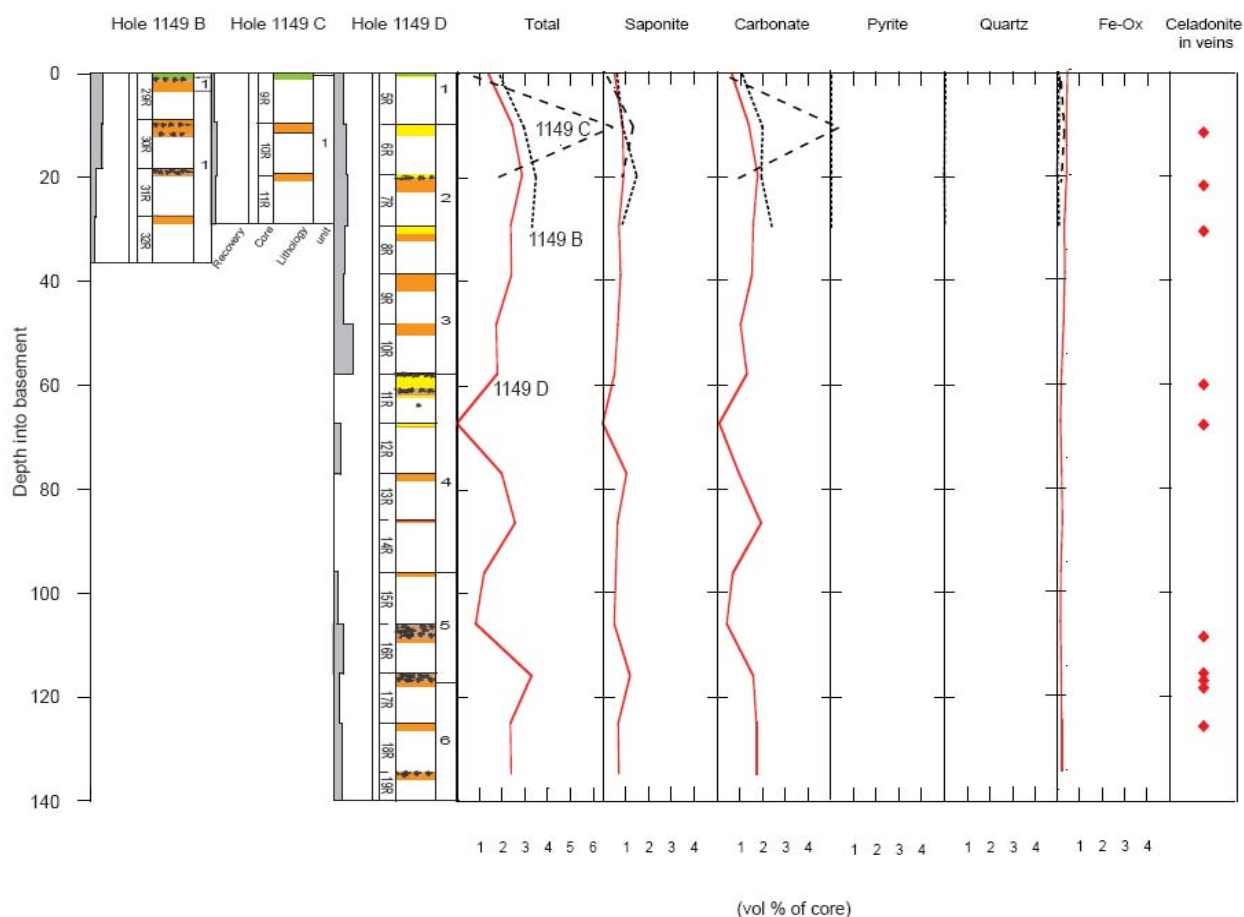 Hole 1149 B Hole 1149 C Hole 1149 D Total Saponite Carbonate Pyrite Quartz Fe-Ox Celadonite
in veins
0
20
40
60
80
100
120
140
Depth into basement
29R
30R
31R
32R
1
1
9R
10R
11R
1
Recovery
Core
Lithology
unit
5R
6R
7R
8R
9R
10R
11R
12R
13R
14R
15R
16R
17R
18R
19R
1
2
3
4
5
6
1149 C
1149 B
1149 D
1 2 3 4 5 6 1 2 3 4 1 2 3 4 1 2 3 4 1 2 3 4 1 2 3 4
(vol % of core)